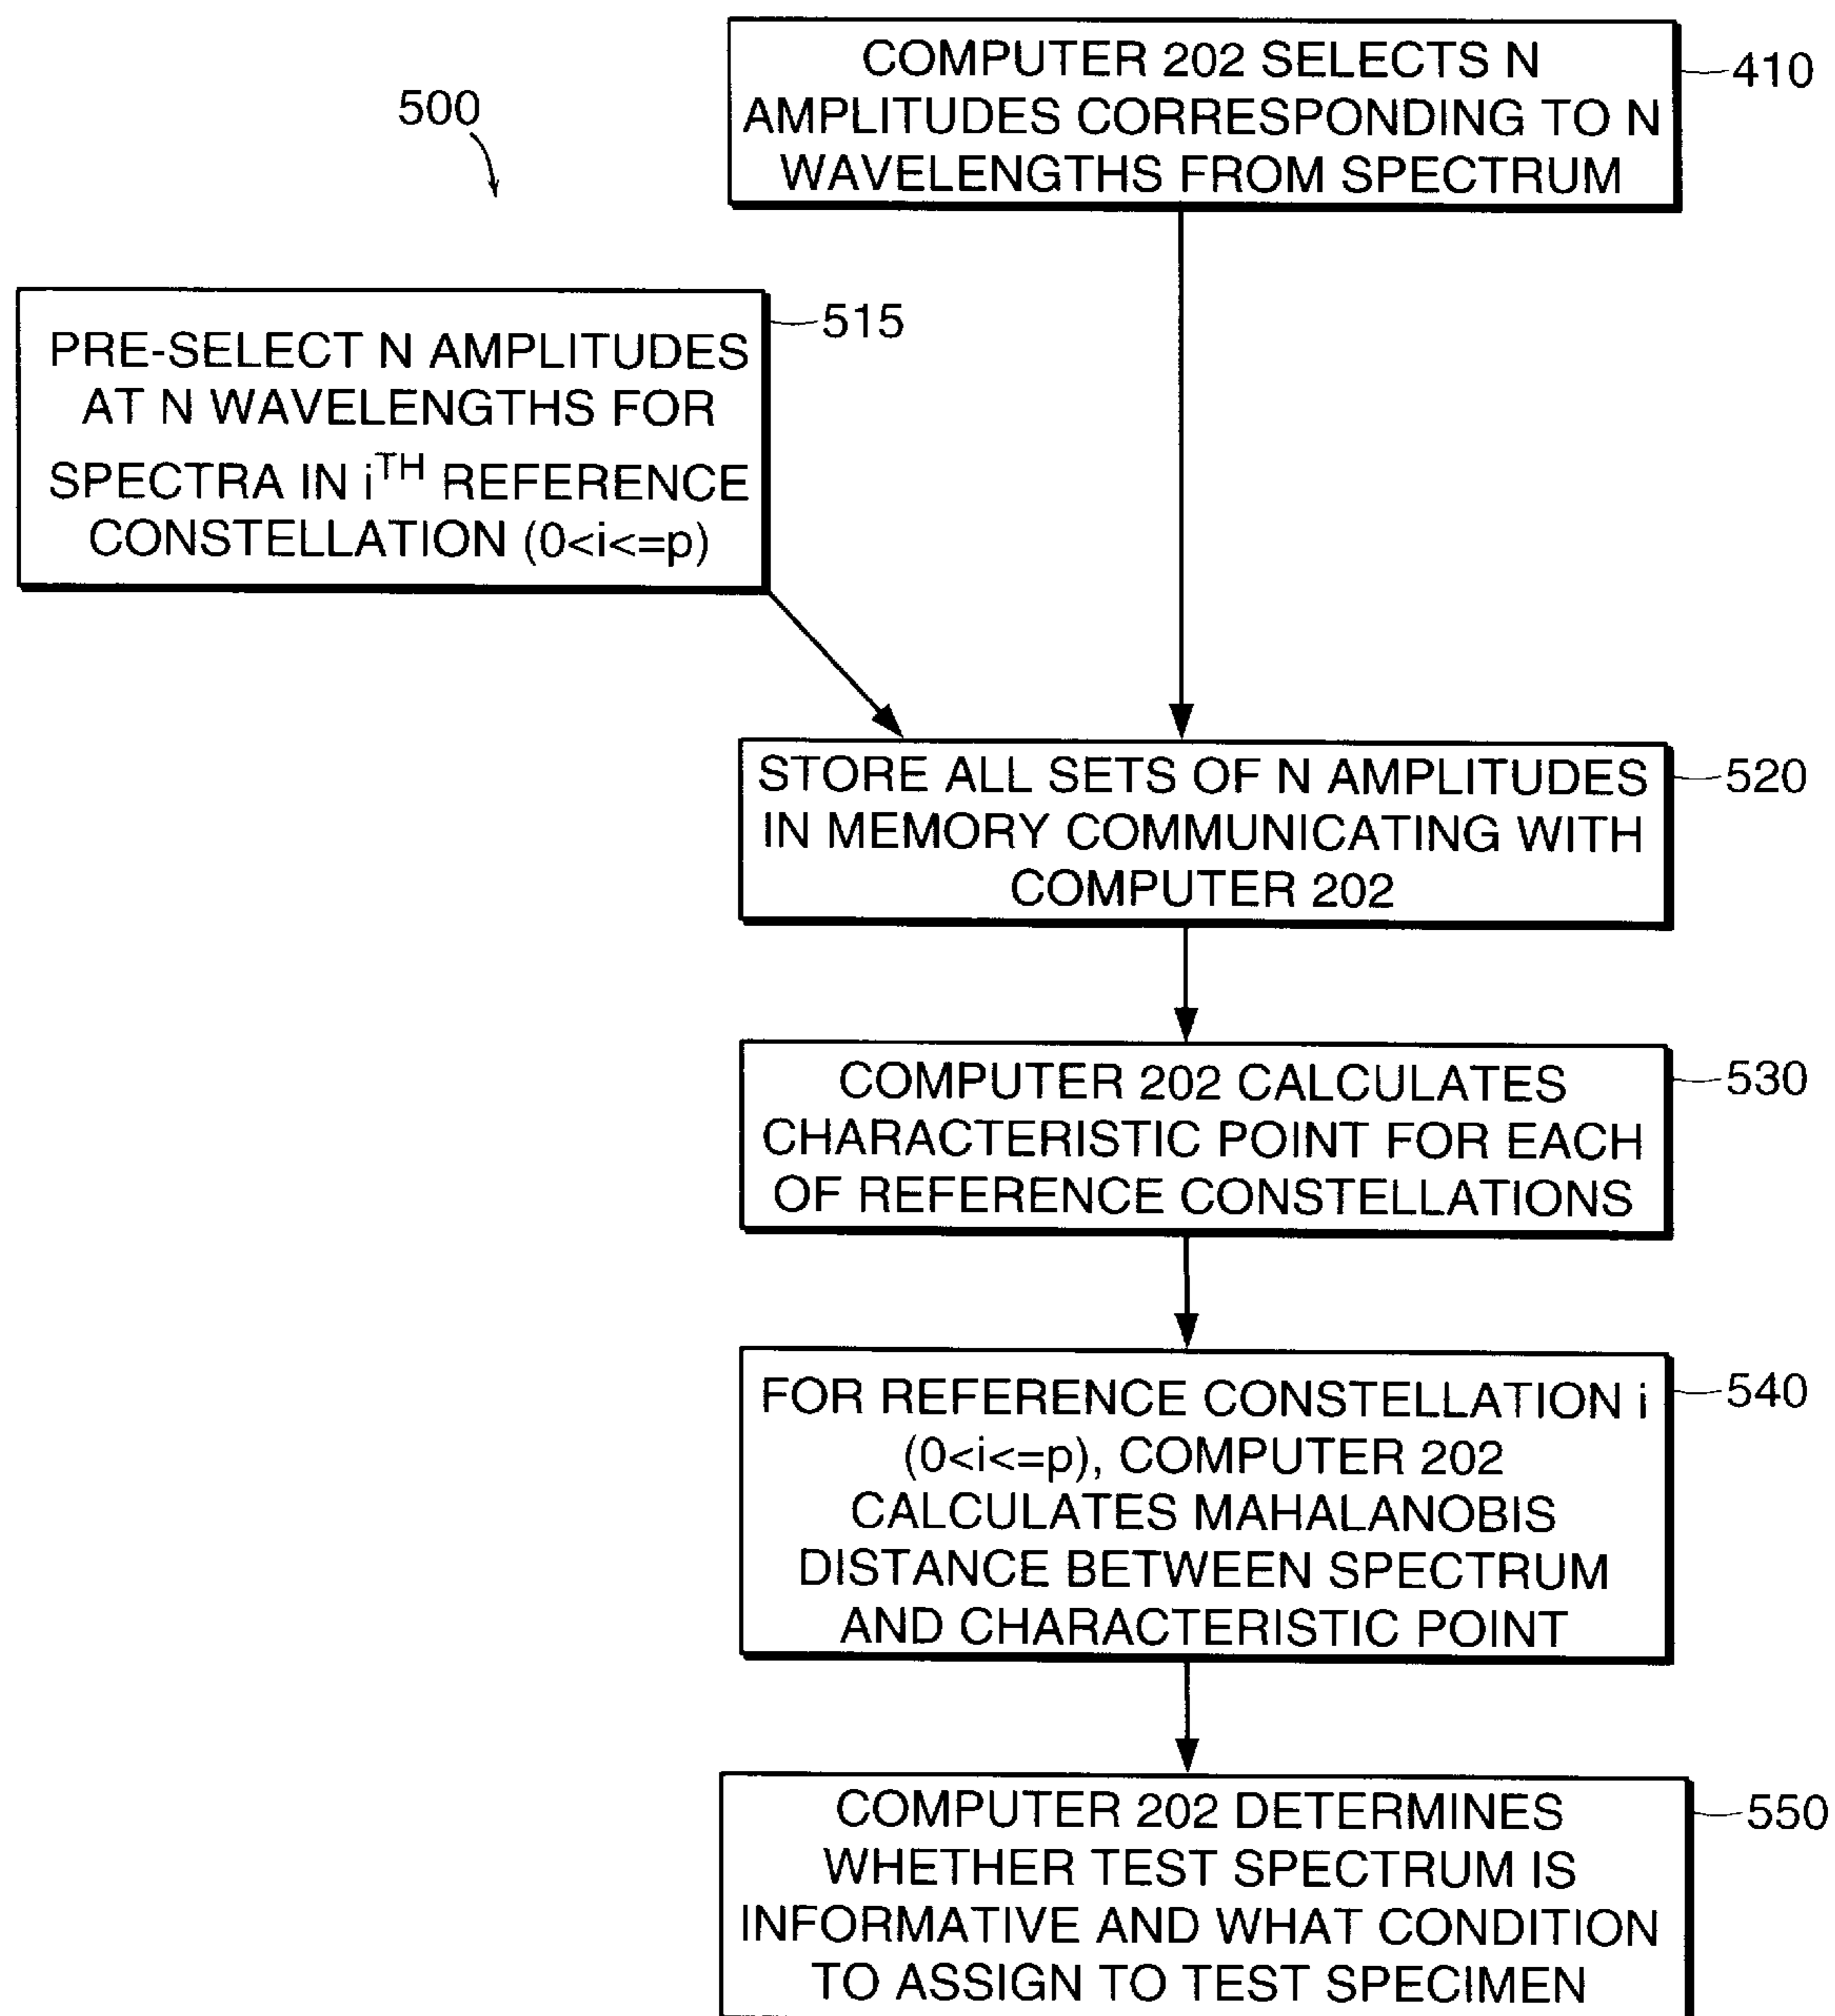 COMPUTER 202 SELECTS N
AMPLITUDES CORRESPONDING TO N
WAVELENGTHS FROM SPECTRUM
410
500
PRE-SELECT N AMPLITUDES
AT N WAVELENGTHS FOR
SPECTRA IN iTH REFERENCE
CONSTELLATION (0<i<=p)
515
STORE ALL SETS OF N AMPLITUDES
IN MEMORY COMMUNICATING WITH
COMPUTER 202
520
COMPUTER 202 CALCULATES
CHARACTERISTIC POINT FOR EACH
OF REFERENCE CONSTELLATIONS
530
FOR REFERENCE CONSTELLATION i
(0<i<=p), COMPUTER 202
CALCULATES MAHALANOBIS
DISTANCE BETWEEN SPECTRUM
AND CHARACTERISTIC POINT
540
COMPUTER 202 DETERMINES
WHETHER TEST SPECTRUM IS
INFORMATIVE AND WHAT CONDITION
TO ASSIGN TO TEST SPECIMEN
550